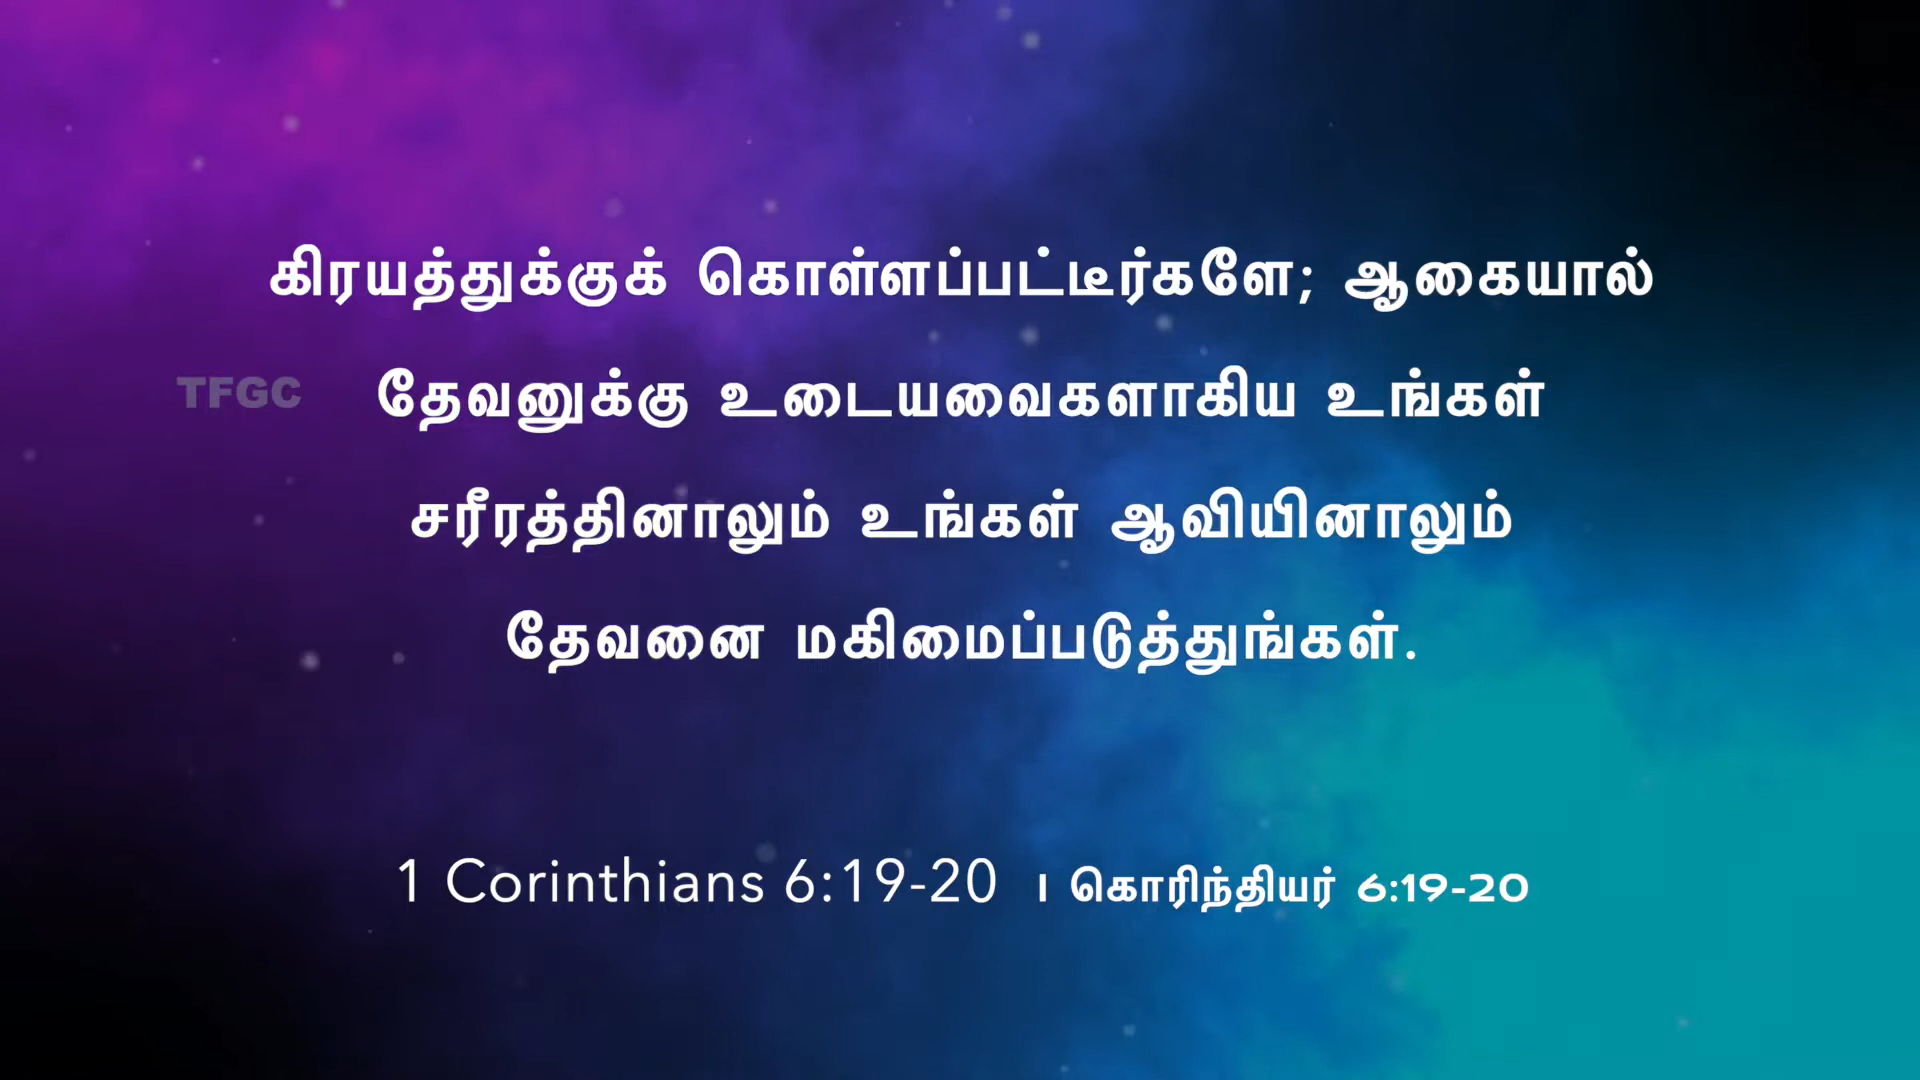 கிரயத்துக்குக் கொள்ளப்பட்டீர்களே; ஆகையால்
TFGC
தேவனுக்கு உடையவைகளாகிய உங்கள்
சரீரத்தினாலும் உங்கள் ஆவியினாலும்
தேவனை மகிமைப்படுத்துங்கள்.
1 Corinthians 6:19-20 I கொரிந்தியர் 6:19-20